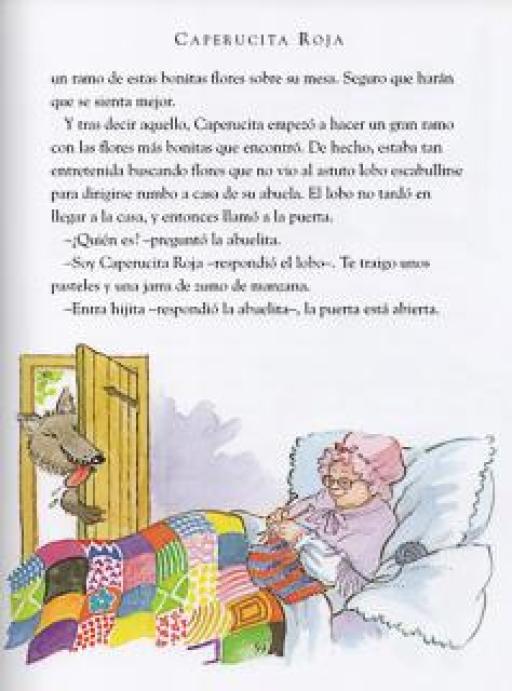 CAPERUCITA ROJA
un ramo de estas bonitas flores sobre su mesa. Seguro que harán
que se sienta mejor.
Y tras decir aquello, Caperucita empezó a hacer un gran ramo
con las flores más bonitas que encontró. De hecho, estaba tan
entretenida buscando flores que no vio al astuto lobo escabullirse
para dirigirse rumbo a casa de su abuela. El lobo no tardó en
llegar a la casa, y entonces llamó a la puerta.
–¿Quién es? –preguntó la abuelita.
–Soy Caperucita Roja –respondió el lobo–. Te traigo unos
pasteles y una jarra de zumo de manzana.
–Entra hijita –respondió la abuelita–, la puerta está abierta.